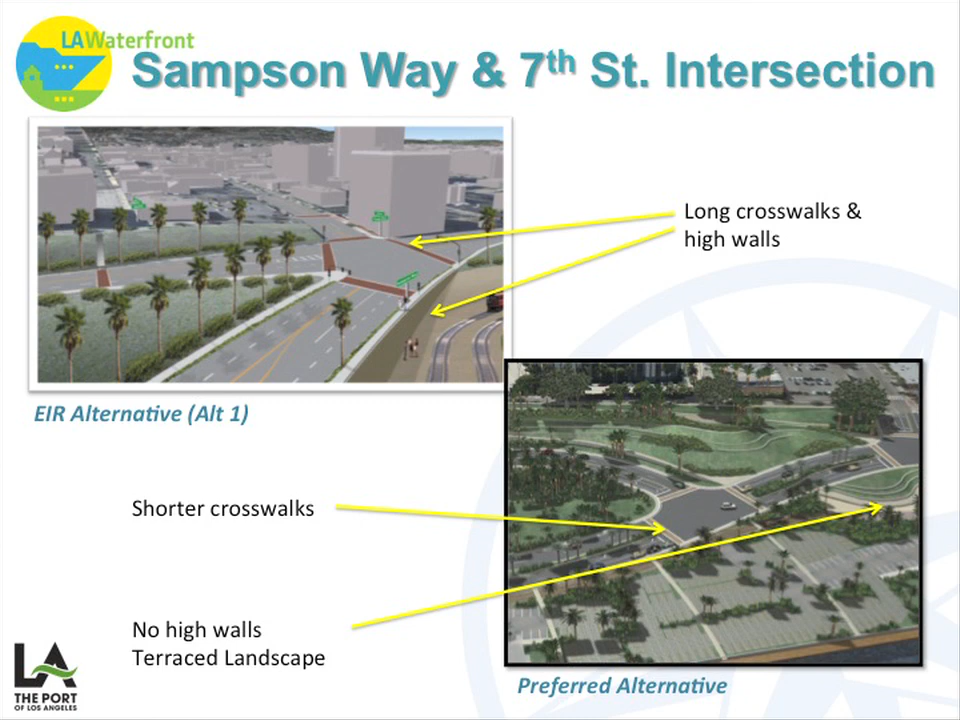 LAWaterfront
Sampson Way & 7th St. Intersection
Long crosswalks &
high walls
EIR Alternative (Alt 1)
Shorter crosswalks
No high walls
Terraced Landscape
Preferred Alternative
LA
THE PORT
OF LOS ANGELES